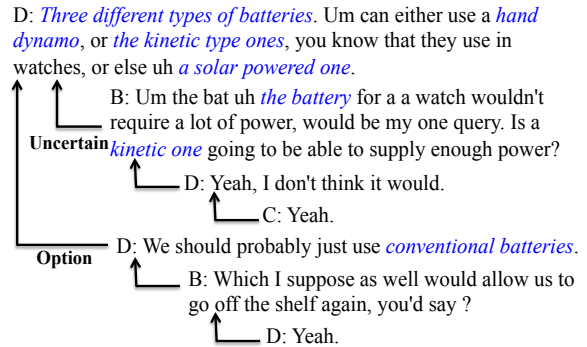 D: Three different types of batteries. Um can either use a hand
dynamo, or the kinetic type ones, you know that they use in
watches, or else uh a solar powered one.
B: Um the bat uh the battery for a a watch wouldn't
require a lot of power, would be my one query. Is a
Uncertain kinetic one going to be able to supply enough power?
D: Yeah, I don't think it would.
C: Yeah.
D: We should probably just use conventional batteries.
Option
B: Which I suppose as well would allow us to
go off the shelf again, you'd say ?
D: Yeah.